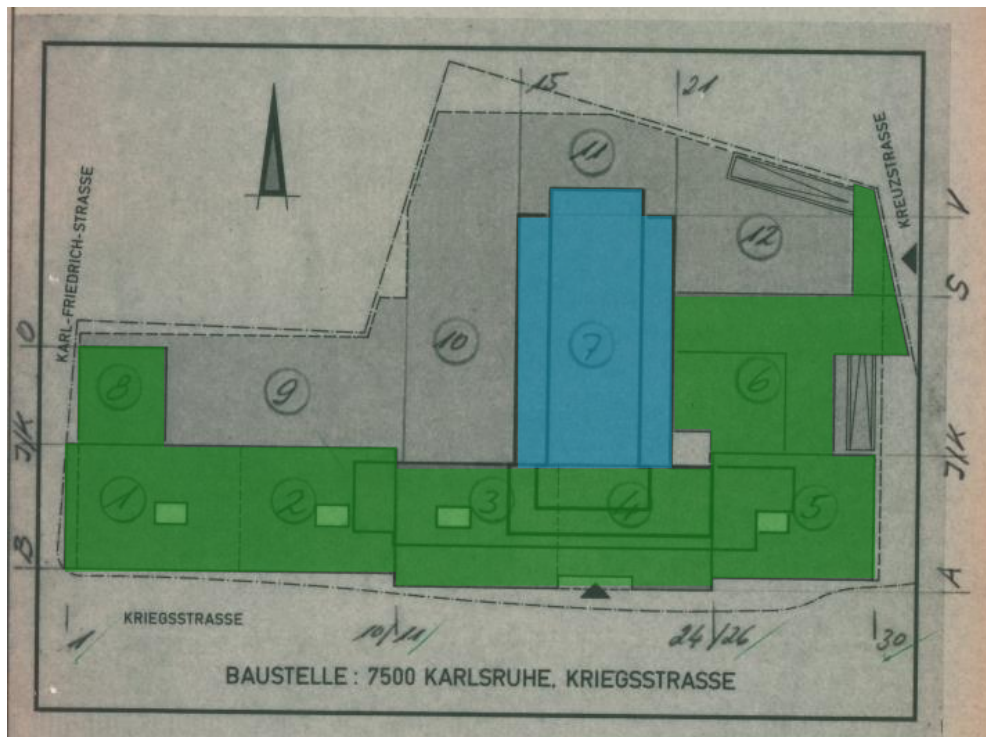 15
21
11
KARL-FRIEDRICH-STRASSE
KREUZSTRASSE
V
12
S
O
10
7
8
9
6
J/K
J/K
1
2
3
4
5
B
A
KRIEGSSTRASSE
1
10/11
24/26
30
BAUSTELLE : 7500 KARLSRUHE, KRIEGSSTRASSE